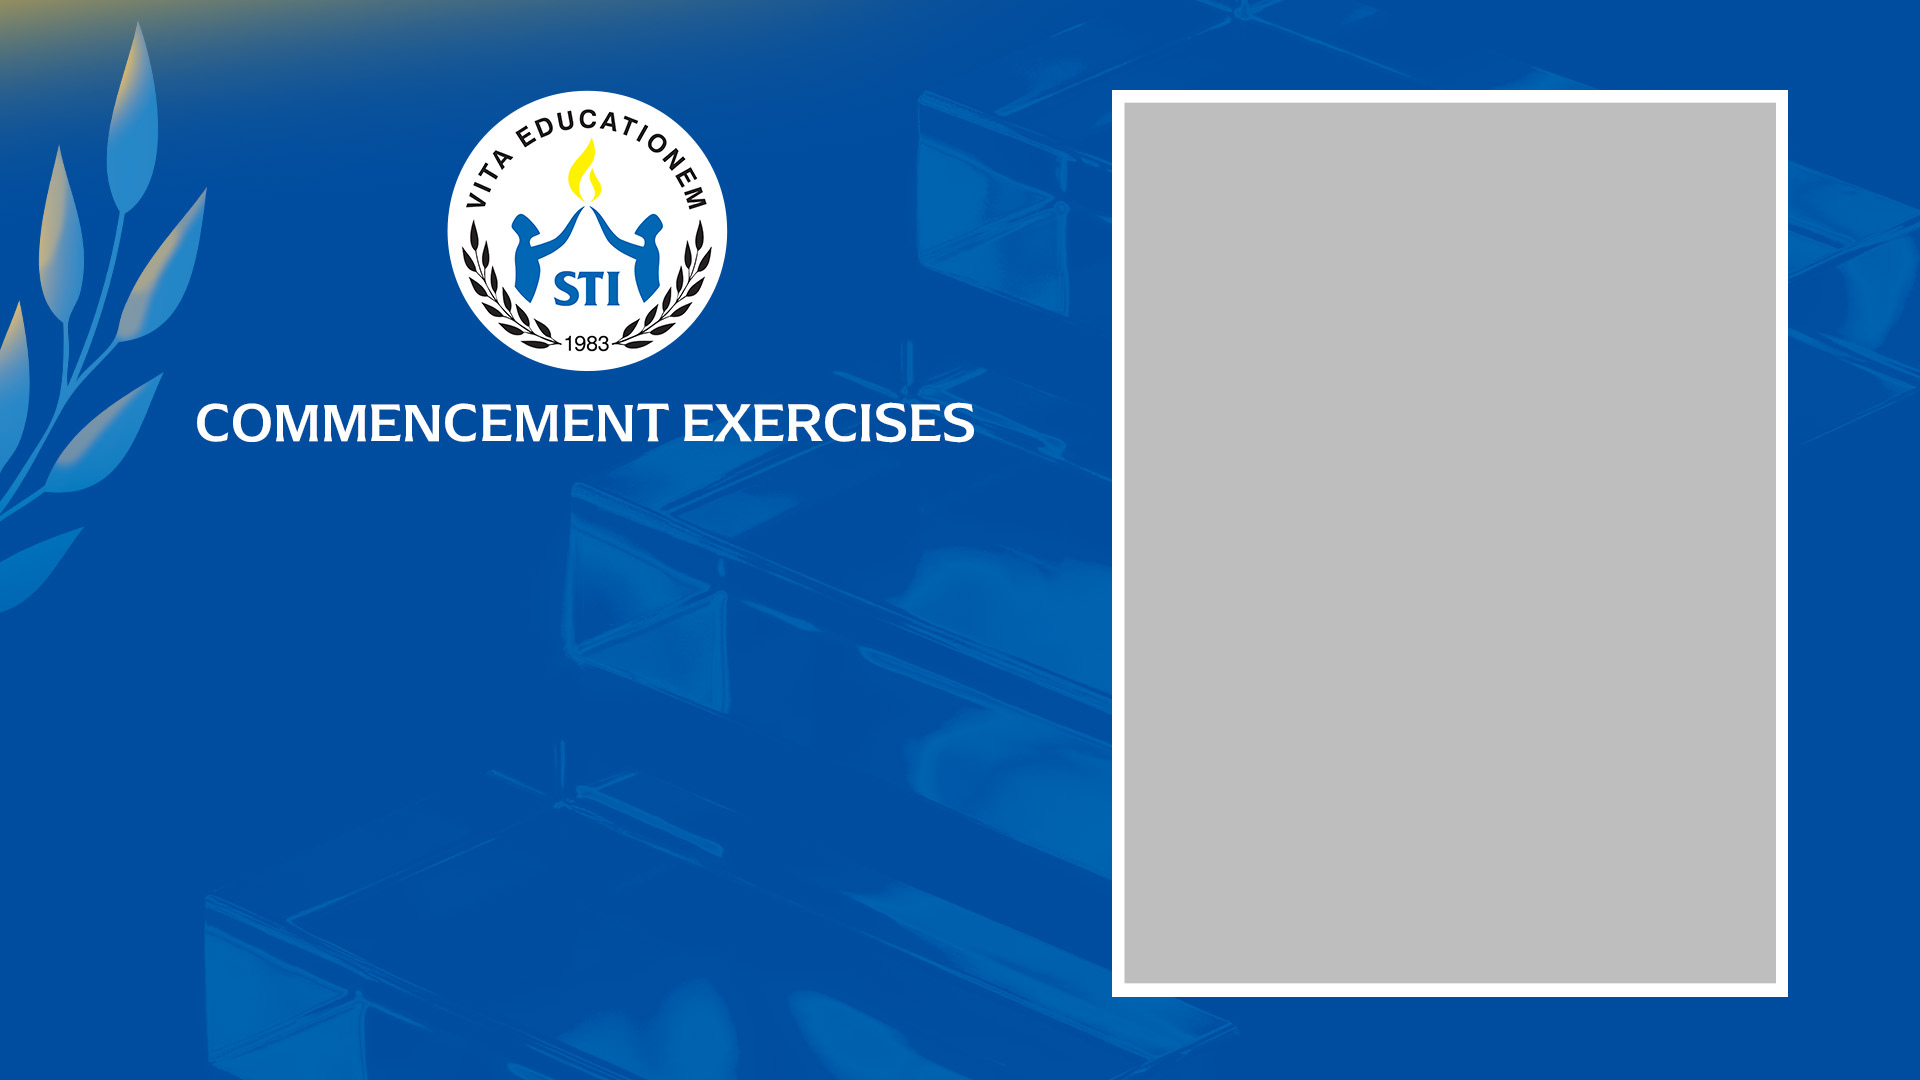 VITA EDUCATIONEM
STI
1983
COMMENCEMENT EXERCISES